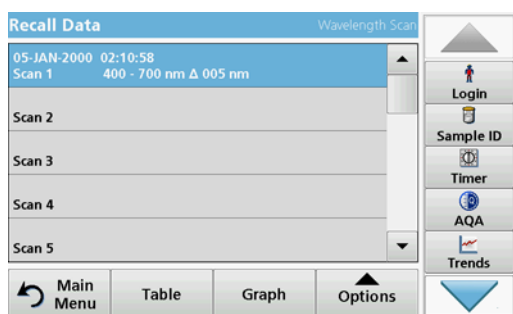 Recall Data Wavelength Scan
05-JAN-2000 02:10:58
Scan 1 400 - 700 nm Δ 005 nm
Scan 2
Scan 3
Scan 4
Scan 5
Main
Menu
Table
Graph
Options
Login
Sample ID
Timer
AQA
Trends